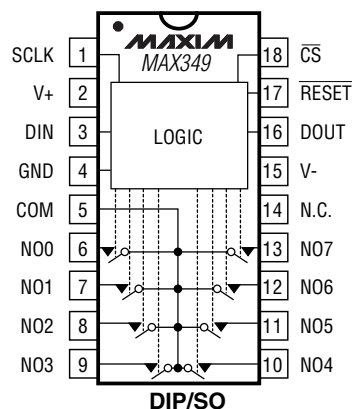 MAXIM
MAX349
SCLK 1 18 CS
V+ 2 17 RESET
DIN 3 LOGIC 16 DOUT
GND 4 15 V-
COM 5 14 N.C.
NO0 6 13 NO7
NO1 7 12 NO6
NO2 8 11 NO5
NO3 9 10 NO4
DIP/SO